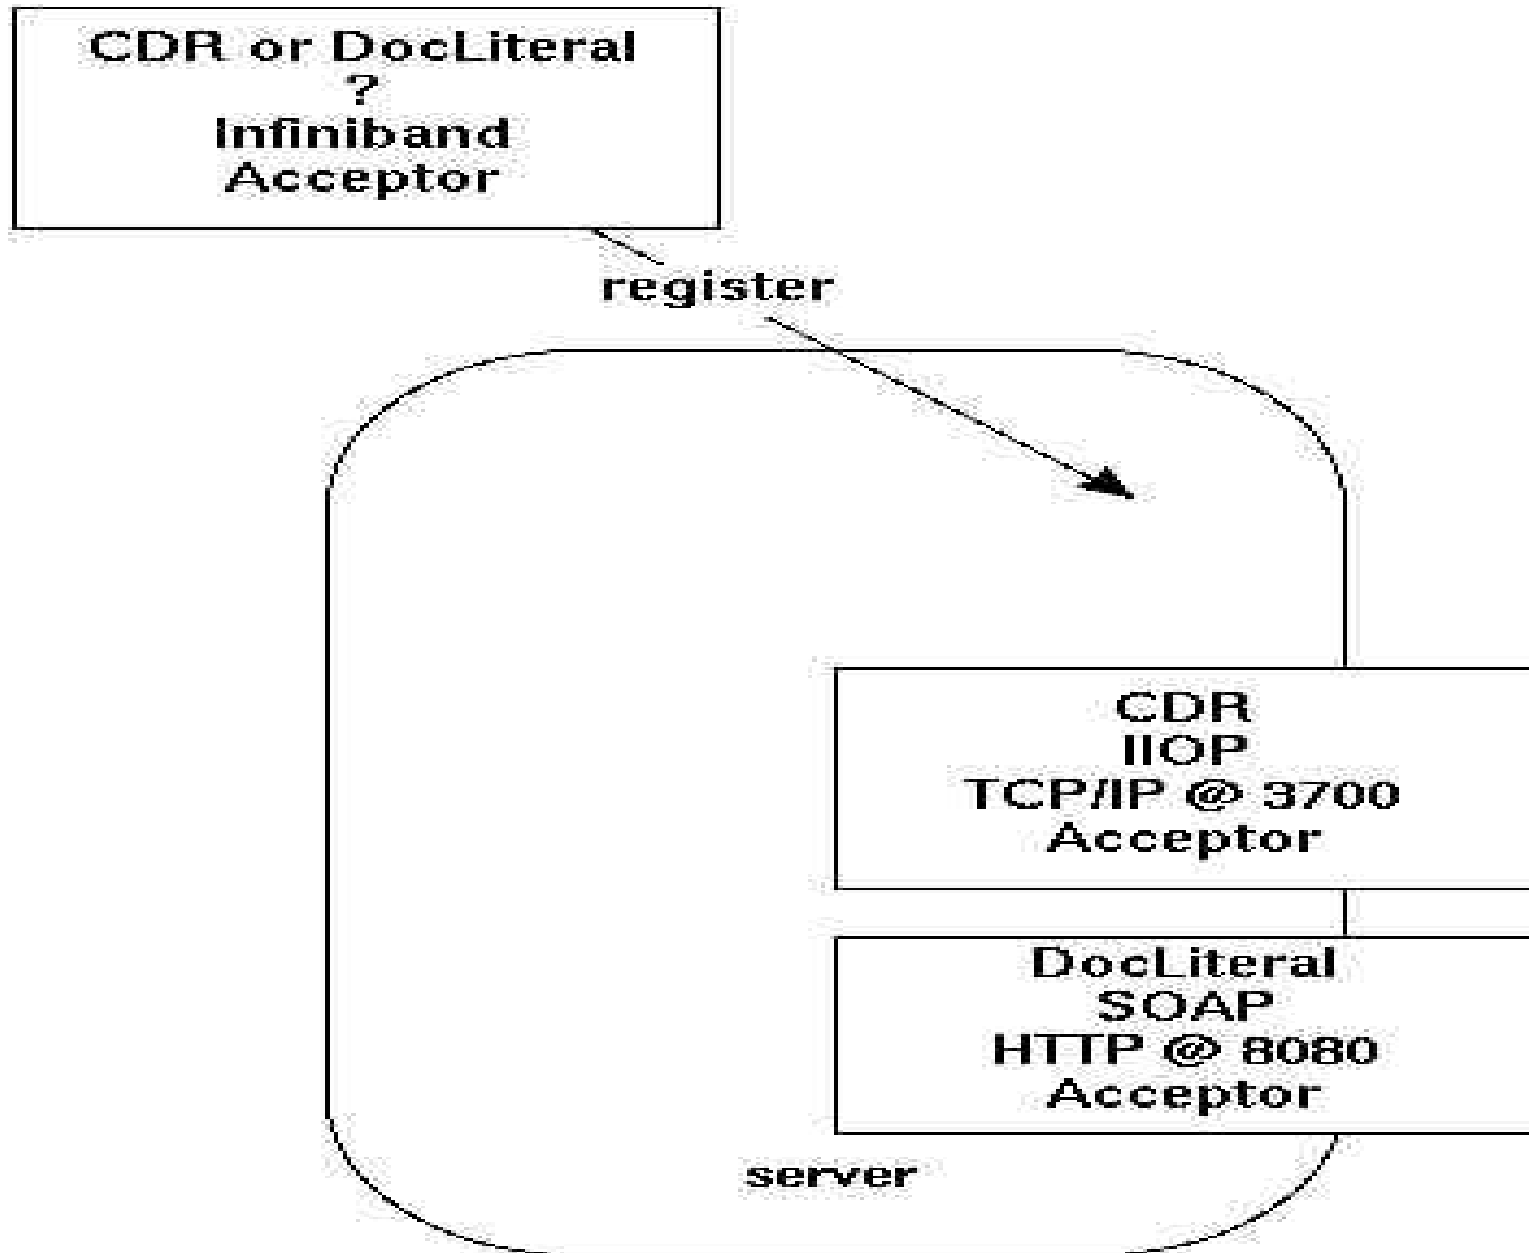 CDR or DocLiteral
?
Infiniband
Acceptor
register
CDR
IIOP
TCP/IP @ 3700
Acceptor
DocLiteral
SOAP
HTTP @ 8080
Acceptor
server